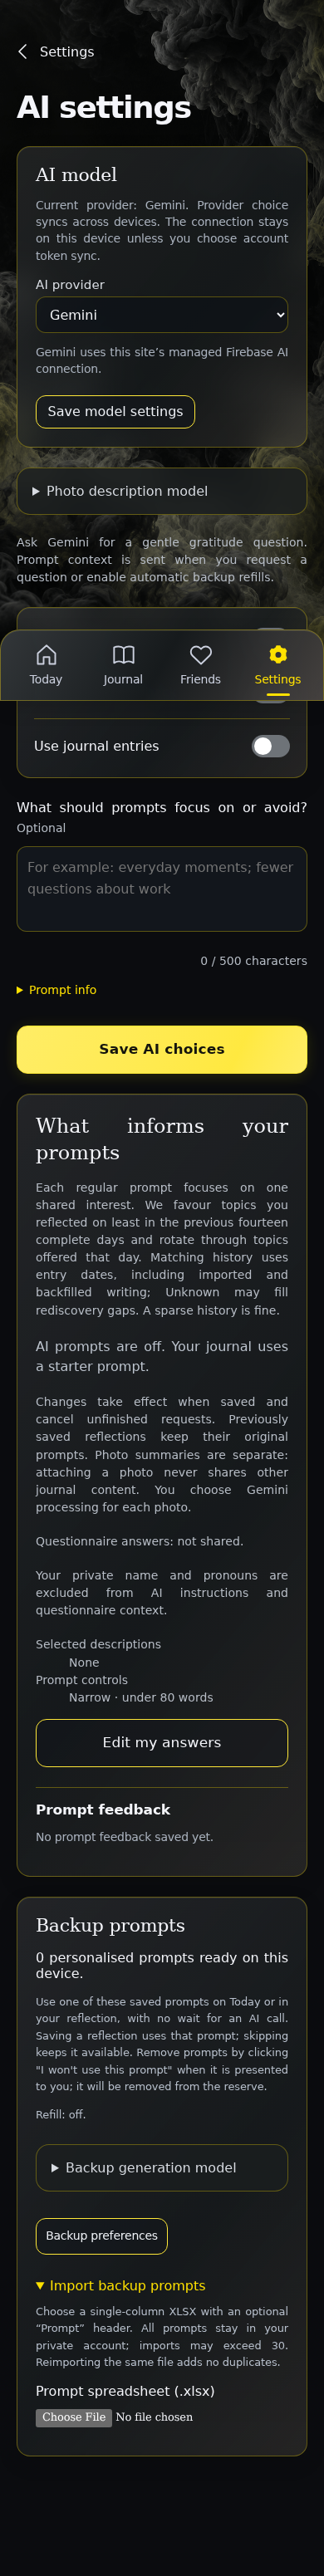 Settings
AI settings
AI model
Current provider: Gemini. Provider choice
syncs across devices. The connection stays
on this device unless you choose account
token sync.
AI provider
Gemini
Gemini uses this site’s managed Firebase AI
connection.
Save model settings
Photo description model
Ask Gemini for a gentle gratitude question.
Prompt context is sent when you request a
question or enable automatic backup refills.
Today
Journal
Friends
Settings
Use journal entries
What should prompts focus on or avoid?
Optional
For example: everyday moments; fewer
questions about work
0 / 500 characters
Prompt info
Save AI choices
What informs your
prompts
Each regular prompt focuses on one
shared interest. We favour topics you
reflected on least in the previous fourteen
complete days and rotate through topics
offered that day. Matching history uses
entry dates, including imported and
backfilled writing; Unknown may fill
rediscovery gaps. A sparse history is fine.
AI prompts are off. Your journal uses
a starter prompt.
Changes take effect when saved and
cancel unfinished requests. Previously
saved reflections keep their original
prompts. Photo summaries are separate:
attaching a photo never shares other
journal content. You choose Gemini
processing for each photo.
Questionnaire answers: not shared.
Your private name and pronouns are
excluded from AI instructions and
questionnaire context.
Selected descriptions
None
Prompt controls
Narrow · under 80 words
Edit my answers
Prompt feedback
No prompt feedback saved yet.
Backup prompts
0 personalised prompts ready on this
device.
Use one of these saved prompts on Today or in
your reflection, with no wait for an AI call.
Saving a reflection uses that prompt; skipping
keeps it available. Remove prompts by clicking
"I won't use this prompt" when it is presented
to you; it will be removed from the reserve.
Refill: off.
Backup generation model
Backup preferences
Import backup prompts
Choose a single-column XLSX with an optional
“Prompt” header. All prompts stay in your
private account; imports may exceed 30.
Reimporting the same file adds no duplicates.
Prompt spreadsheet (.xlsx)
Choose File No file chosen